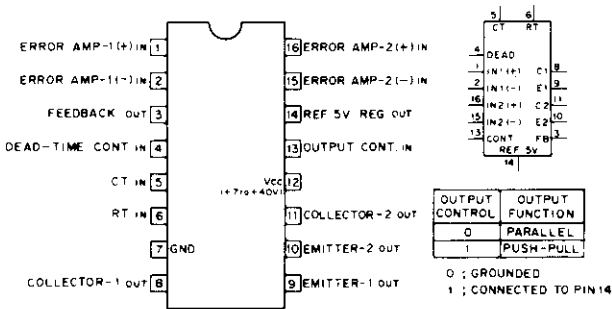 ERROR AMP-1(+) IN 1
ERROR AMP-1(-) IN 2
FEEDBACK OUT 3
DEAD-TIME CONT IN 4
CT IN 5
RT IN 6
7 GND
COLLECTOR-1 OUT 8
16 ERROR AMP-2(+) IN
15 ERROR AMP-2(-) IN
14 REF 5V REG OUT
13 OUTPUT CONT. IN
Vcc 12
(+7 TO +40V)
11 COLLECTOR-2 OUT
10 EMITTER-2 OUT
9 EMITTER-1 OUT
5 6
CT RT
4 DEAD
1 IN1(+) C1 8
2 IN1(- E1 9
16 IN2(+) C2 11
15 IN2(-) E2 10
13 CONT FB 3
REF 5V
14
OUTPUT CONTROL OUTPUT FUNCTION
0 PARALLEL
1 PUSH-PULL
0 ; GROUNDED
1 ; CONNECTED TO PIN 14